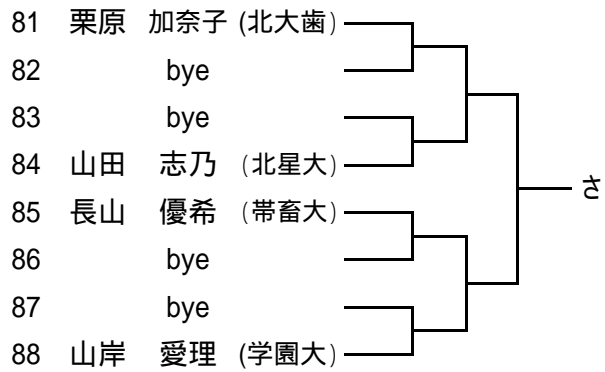 81 栗原 加奈子 (北大歯)
82 bye
83 bye
84 山田 志乃 (北星大)
85 長山 優希 (帯畜大)
86 bye
87 bye
88 山岸 愛理 (学園大)
さ